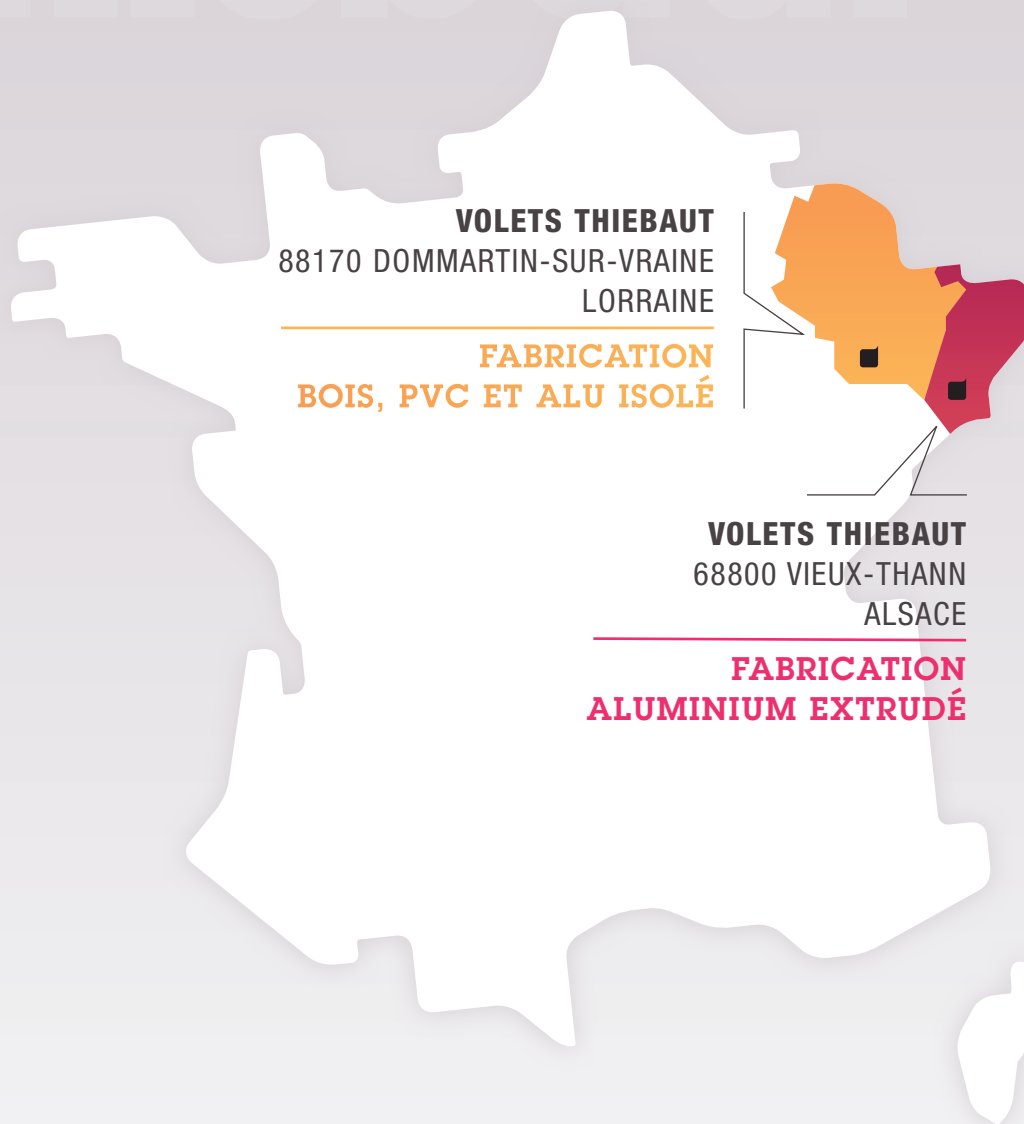 VOLETS THIEBAUT
88170 DOMMARTIN-SUR-VRAINE
LORRAINE
FABRICATION
BOIS, PVC ET ALU ISOLÉ
VOLETS THIEBAUT
68800 VIEUX-THANN
ALSACE
FABRICATION
ALUMINIUM EXTRUDÉ